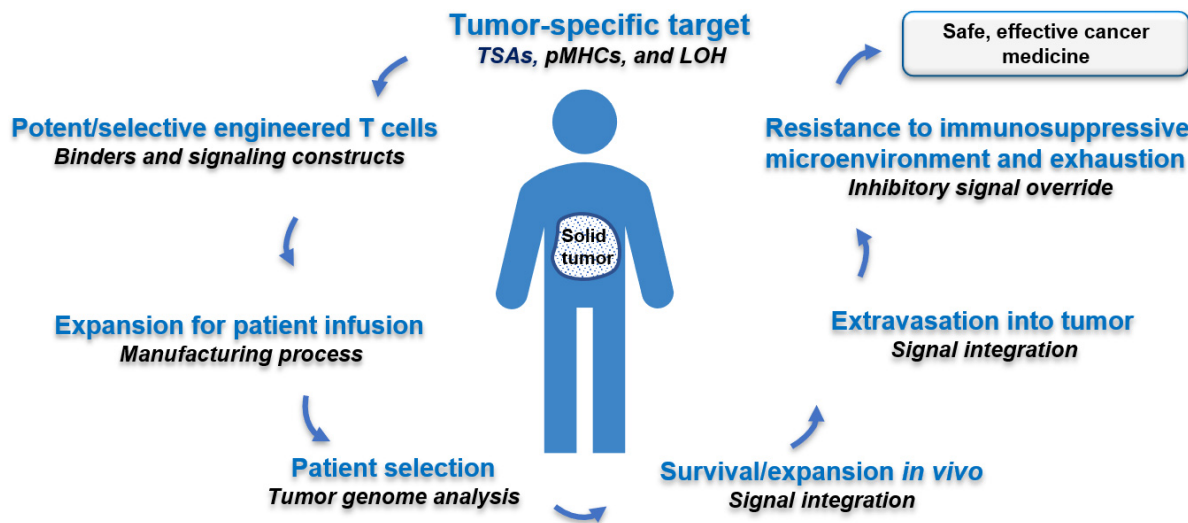 Tumor-specific target
TSAs, pMHCs, and LOH
Potent/selective engineered T cells
Binders and signaling constructs
Expansion for patient infusion
Manufacturing process
Patient selection
Tumor genome analysis
Survival/expansion in vivo
Signal integration
Extravasation into tumor
Signal integration
Resistance to immunosuppressive
microenvironment and exhaustion
Inhibitory signal override
Safe, effective cancer
medicine
Solid
tumor